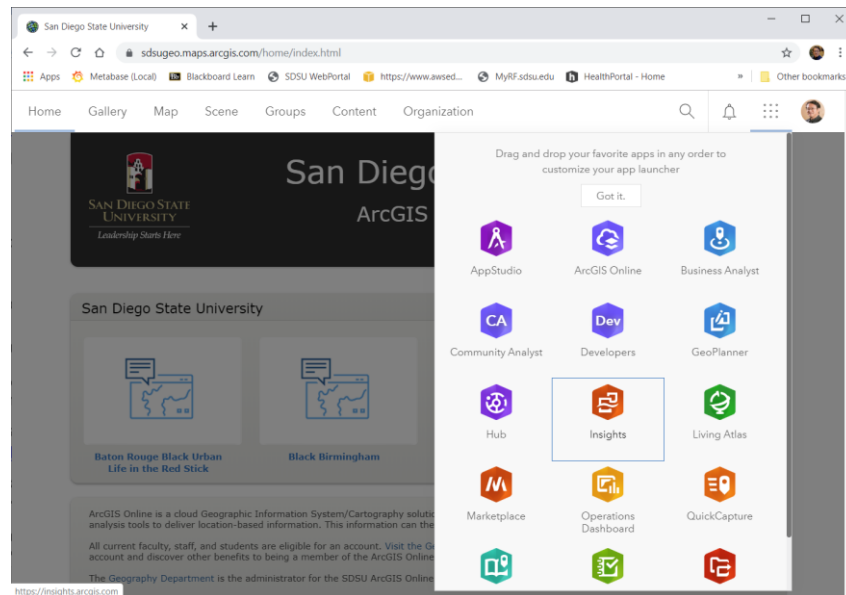 San Diego State University
sdsugeo.maps.arcgis.com/home/index.html
Apps Metabase (Local) Blackboard Learn SDSU WebPortal https://www.awsed... MyRF.sdsu.edu HealthPortal - Home » Other bookmarks
Home Gallery Map Scene Groups Content Organization
Drag and drop your favorite apps in any order to
customize your app launcher
Got it.
San Diego
ArcGIS
SAN DIEGO STATE
UNIVERSITY
Leadership Starts Here
AppStudio ArcGIS Online Business Analyst
San Diego State University
CA Dev
Community Analyst Developers GeoPlanner
Hub Insights Living Atlas
Baton Rouge Black Urban
Life in the Red Stick
Black Birmingham
Marketplace Operations
Dashboard QuickCapture
ArcGIS Online is a cloud Geographic Information System/Cartography
analysis tools to deliver location-based information. This information can the
All current faculty, staff, and students are eligible for an account. Visit the
account and discover other benefits to being a member of the ArcGIS Online
The Geography Department is the administrator for the SDSU ArcGIS Online
https://insights.arcgis.com